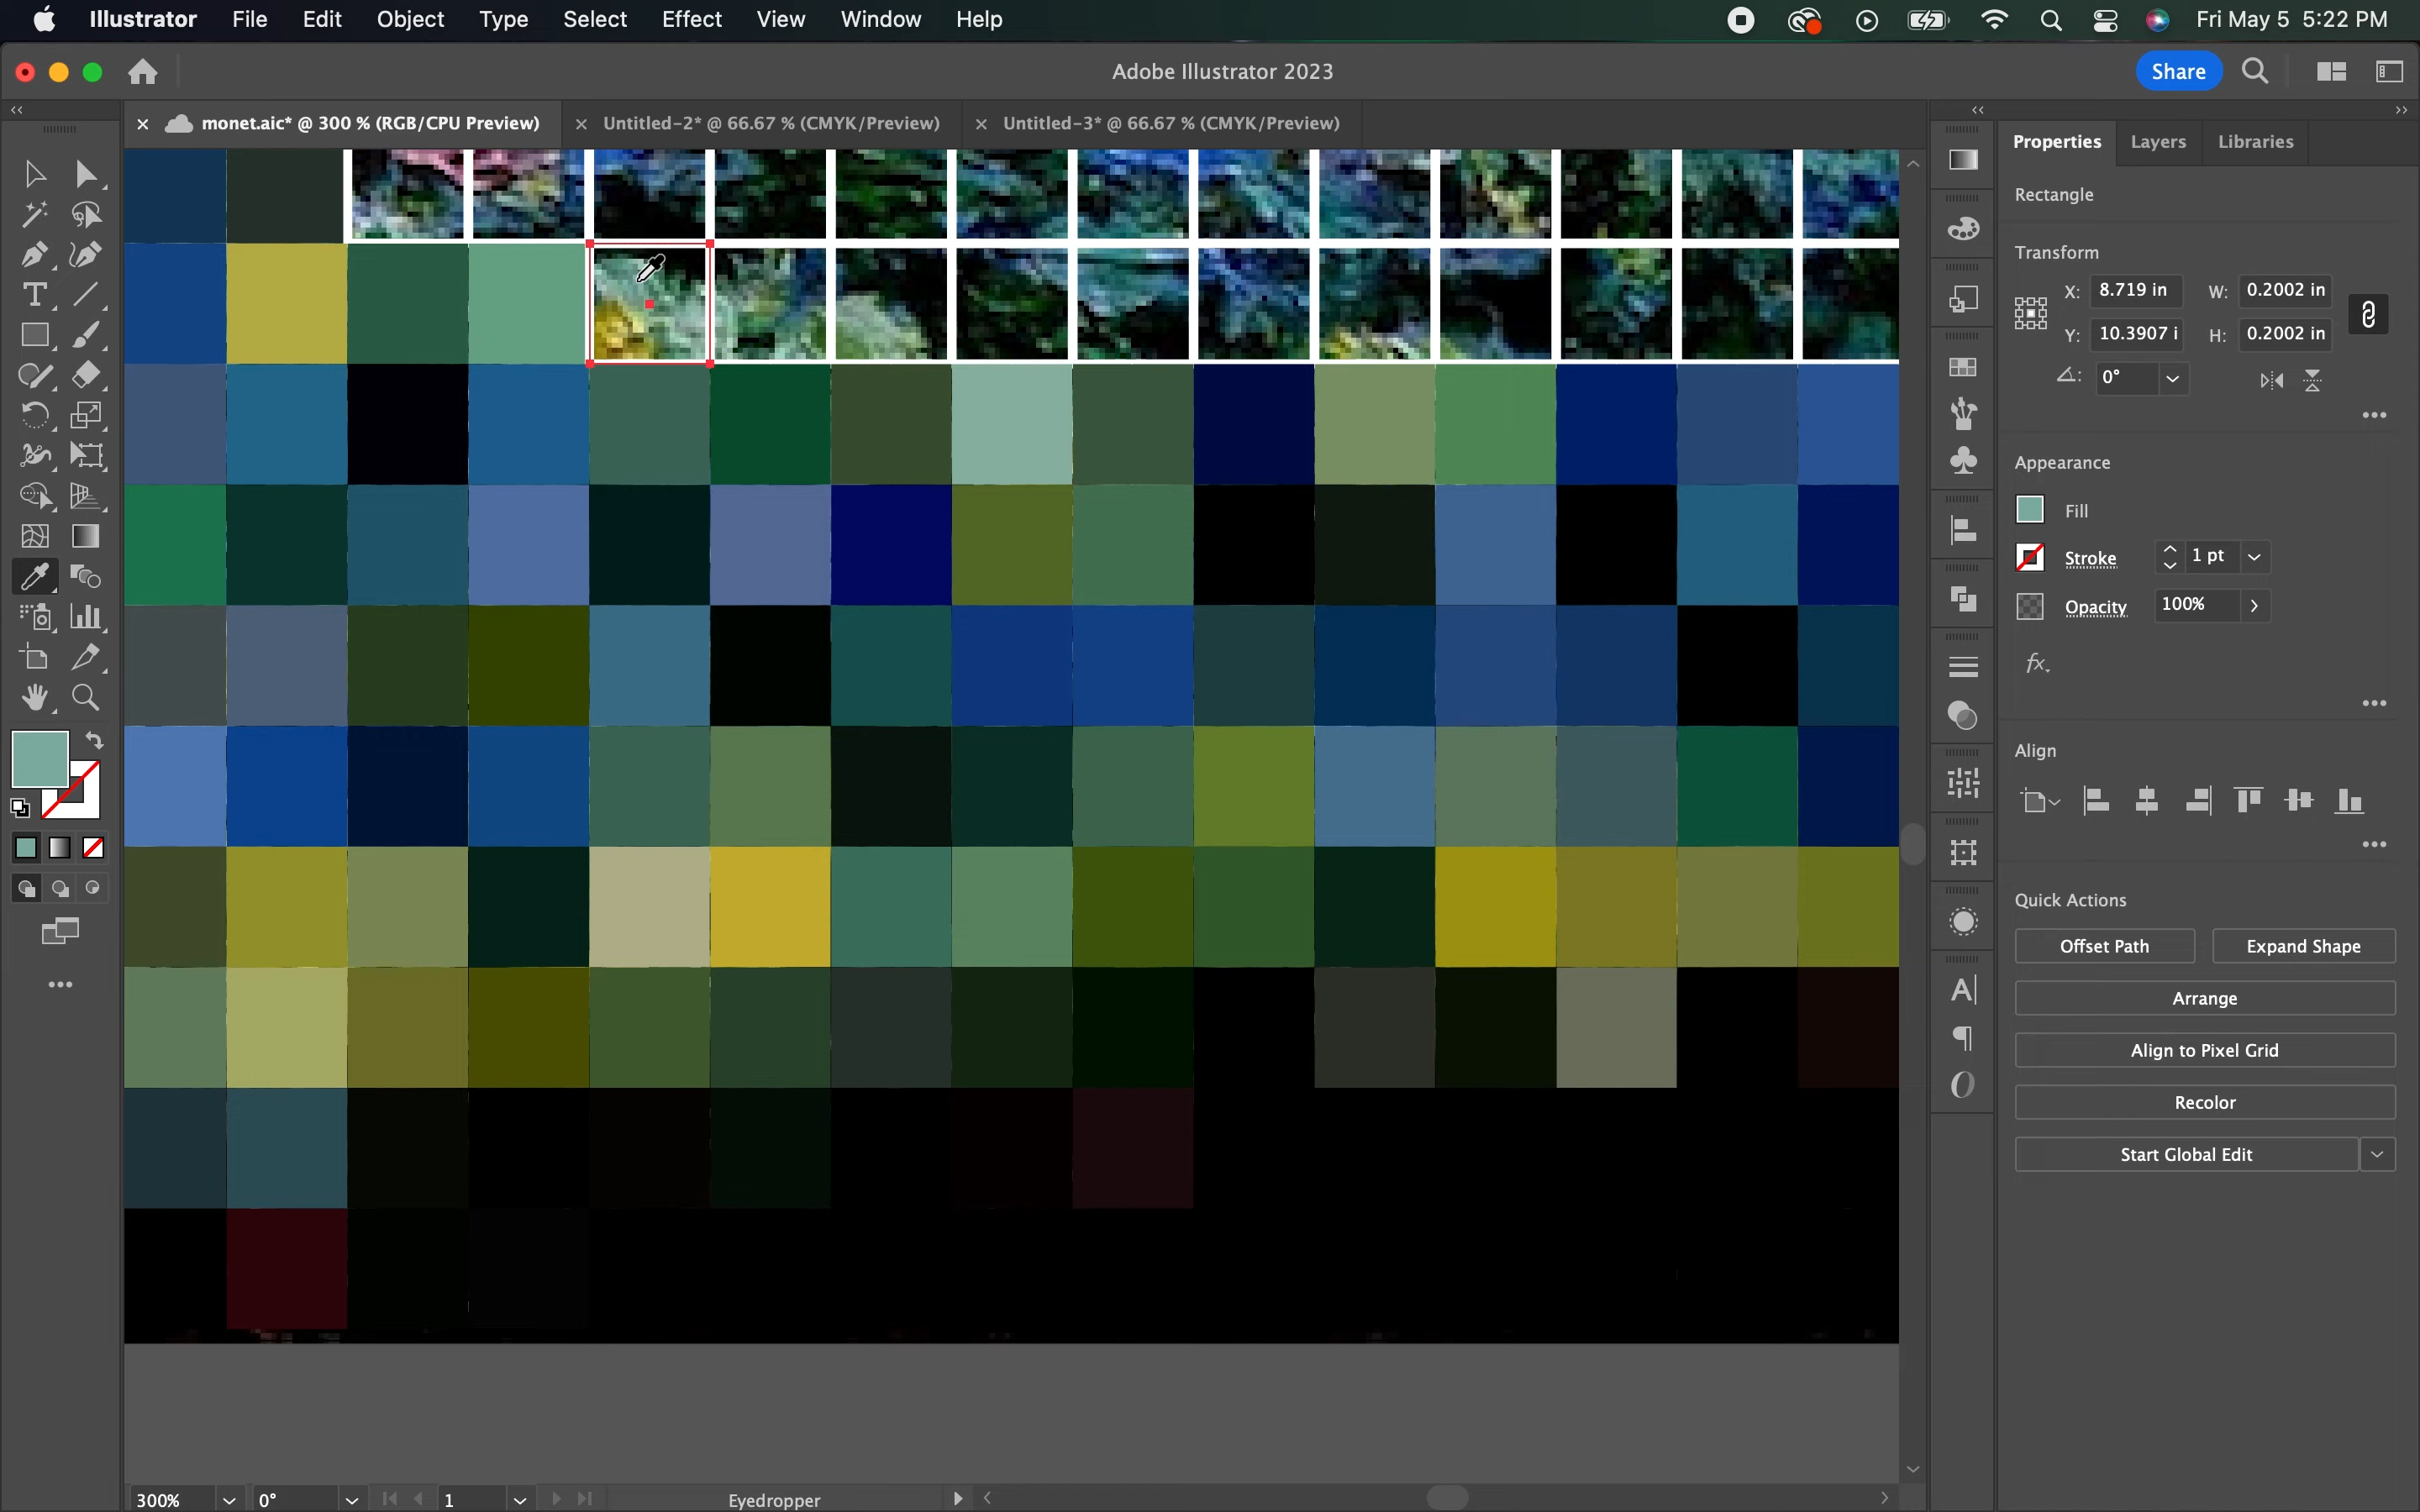 Illustrator File Edit Object Type Select Effect View Window Help Fri May 5 5:22 PM
Adobe Illustrator 2023 Share
monet.aic* @ 300 % (RGB/CPU Preview) Untitled-2* @ 66.67 % (CMYK/Preview) Untitled-3* @ 66.67 % (CMYK/Preview)
Properties Layers Libraries
Rectangle
Transform
X: 8.719 in W: 0.2002 in
Y: 10.3907 i H: 0.2002 in
0°
Appearance
Fill
Stroke 1 pt
Opacity 100%
fx
Align
Quick Actions
Offset Path Expand Shape
Arrange
Align to Pixel Grid
Recolor
Start Global Edit
300% 0° 1 Eyedropper